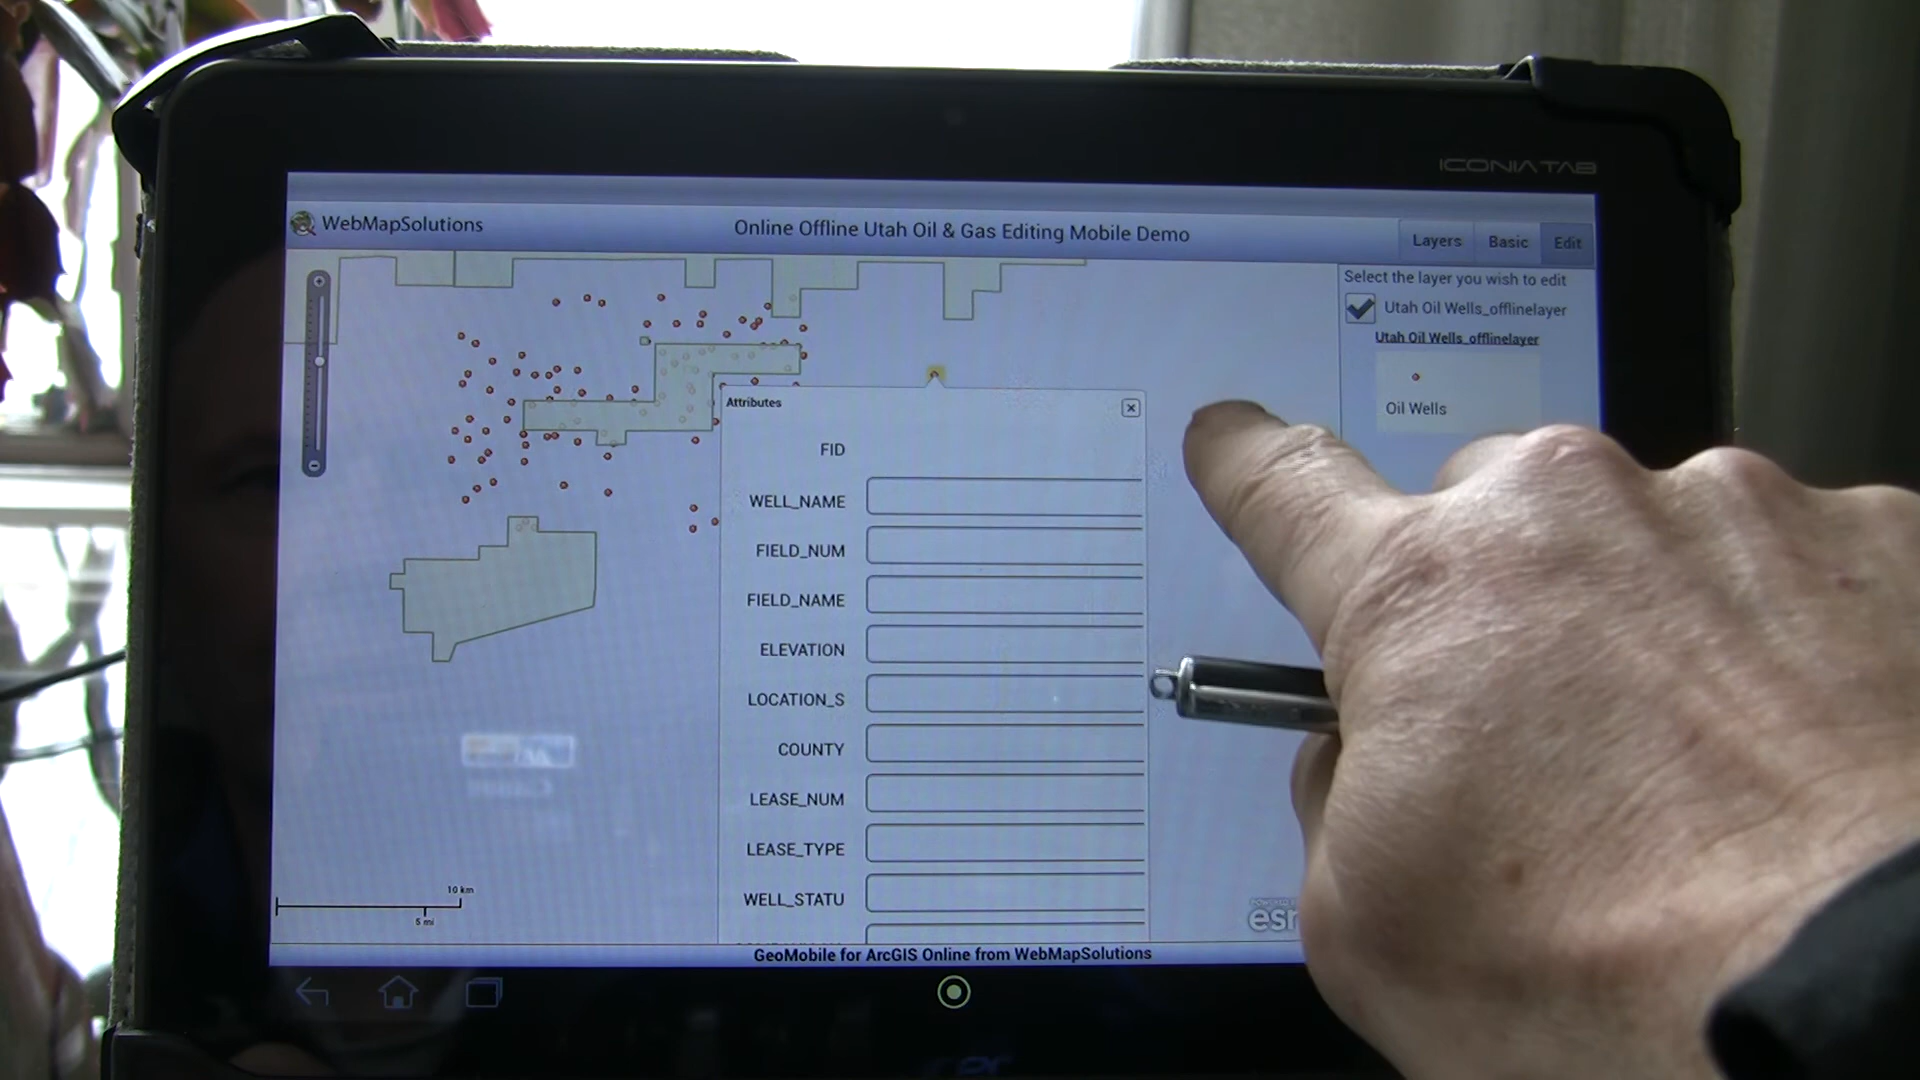 ICONIA TAB
WebMapSolutions
Online Offline Utah Oil & Gas Editing Mobile Demo
Layers
Basic
Edit
Select the layer you wish to edit
Utah Oil Wells_offlinelayer
Utah Oil Wells_offlinelayer
Oil Wells
Attributes
FID
WELL_NAME
FIELD_NUM
FIELD_NAME
ELEVATION
LOCATION_S
COUNTY
LEASE_NUM
LEASE_TYPE
WELL_STATU
10 km
5 mi
GeoMobile for ArcGIS Online from WebMapSolutions